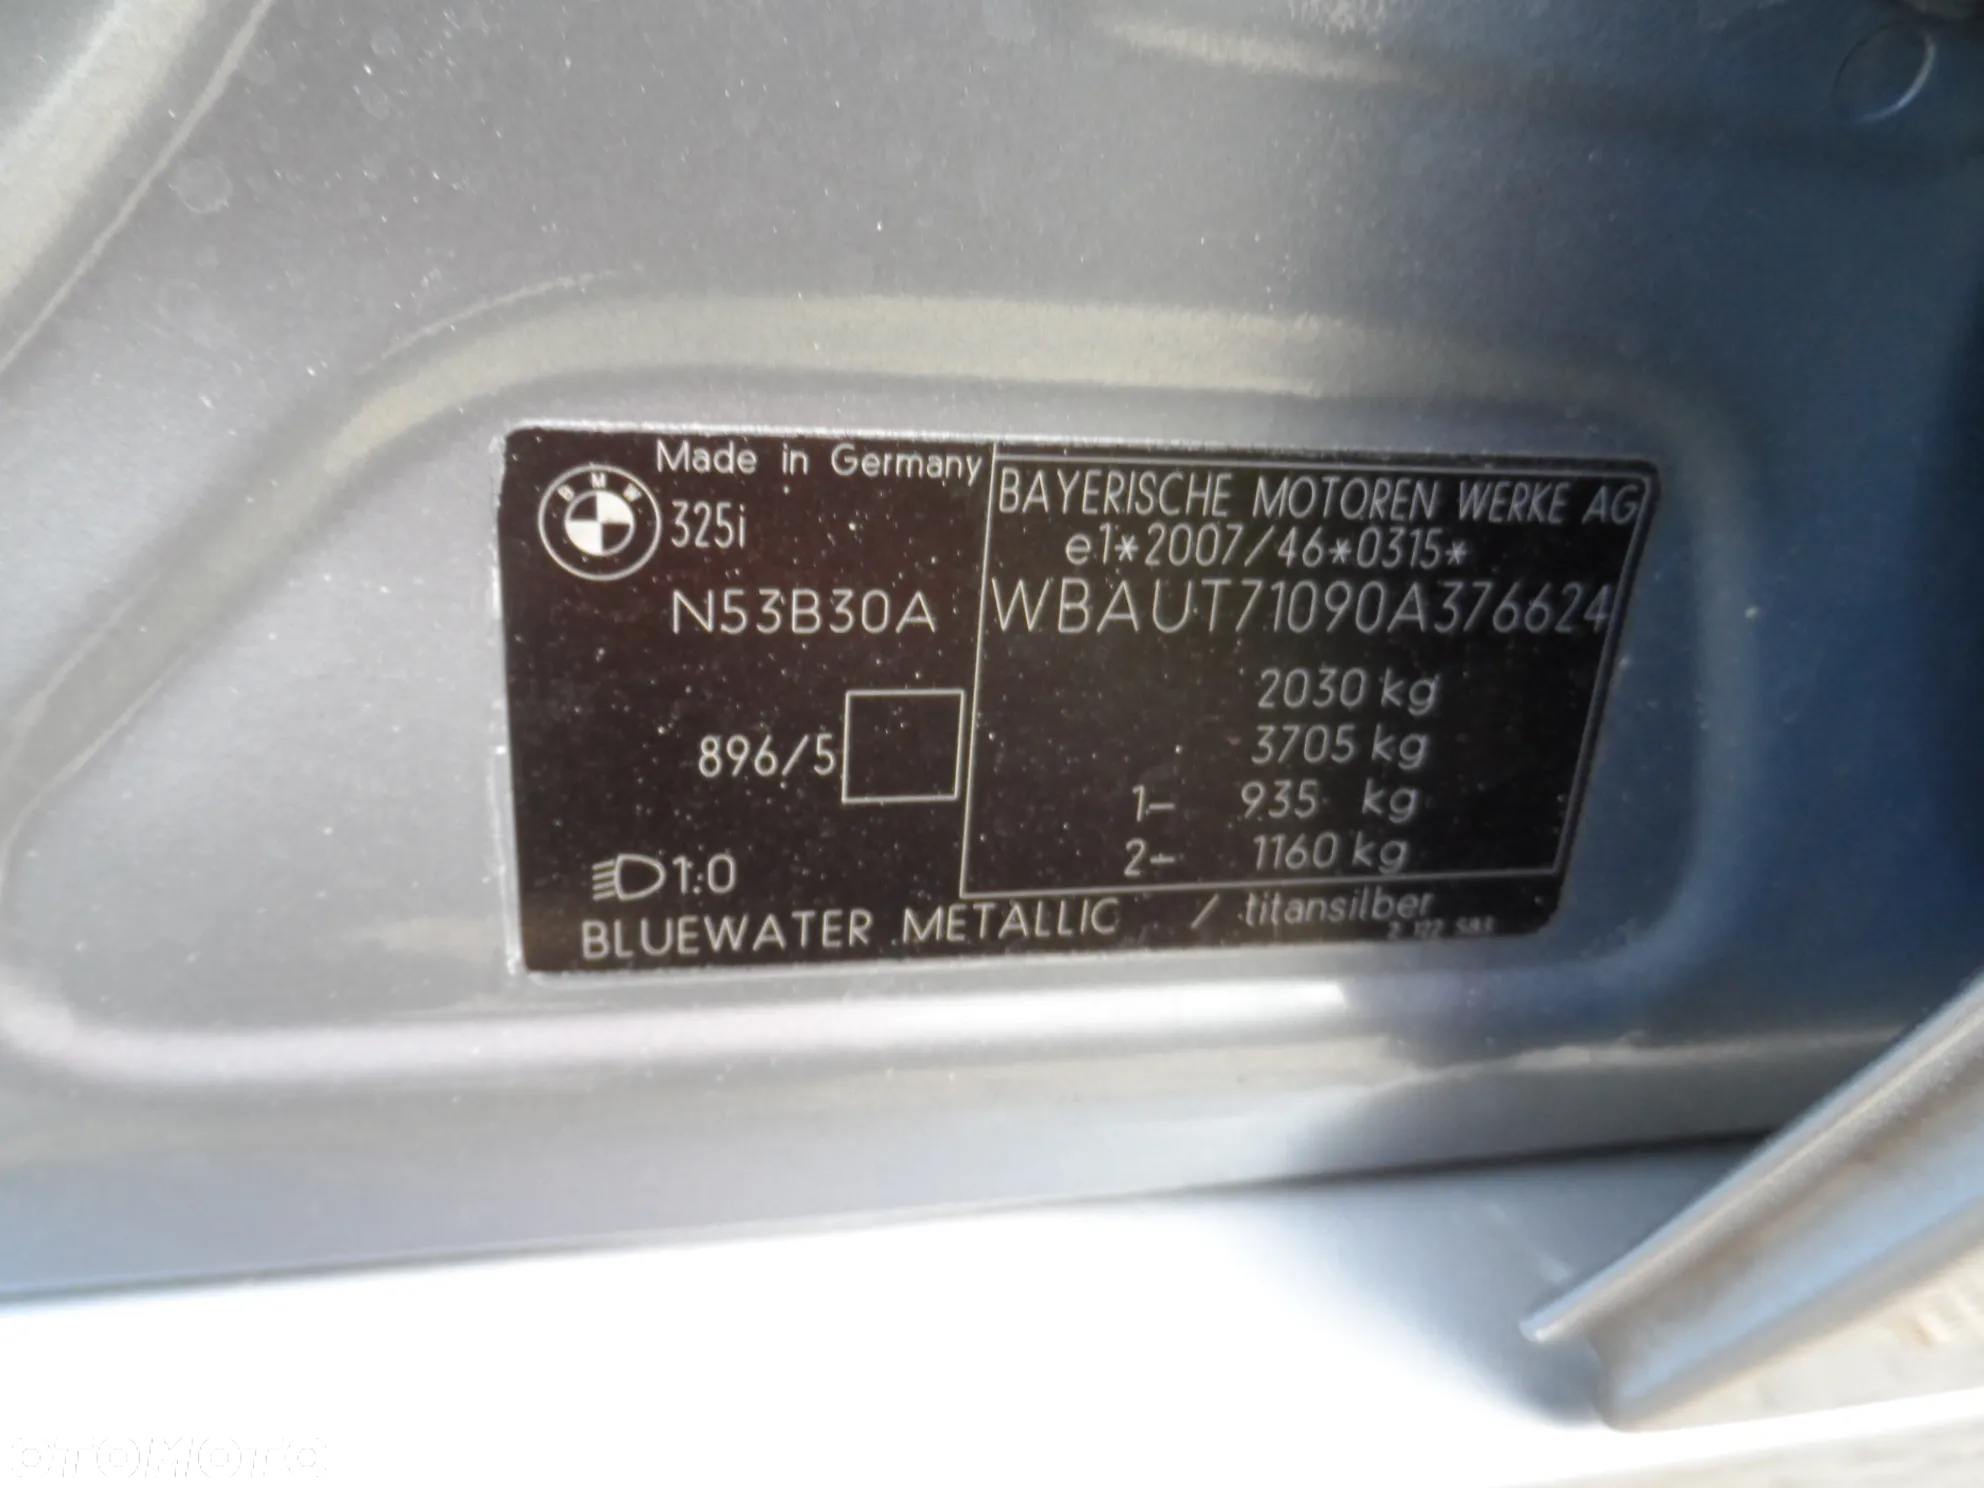 Made in Germany
BMW
325i
N53B30A
896/5
1.0
BLUEWATER METALLIC / titansilber
BAYERISCHE MOTOREN WERKE AG
e1*2007/46*0315*
WBAUT71090A376624
2030 kg
3705 kg
1- 935 kg
2- 1160 kg
OTOMOTO